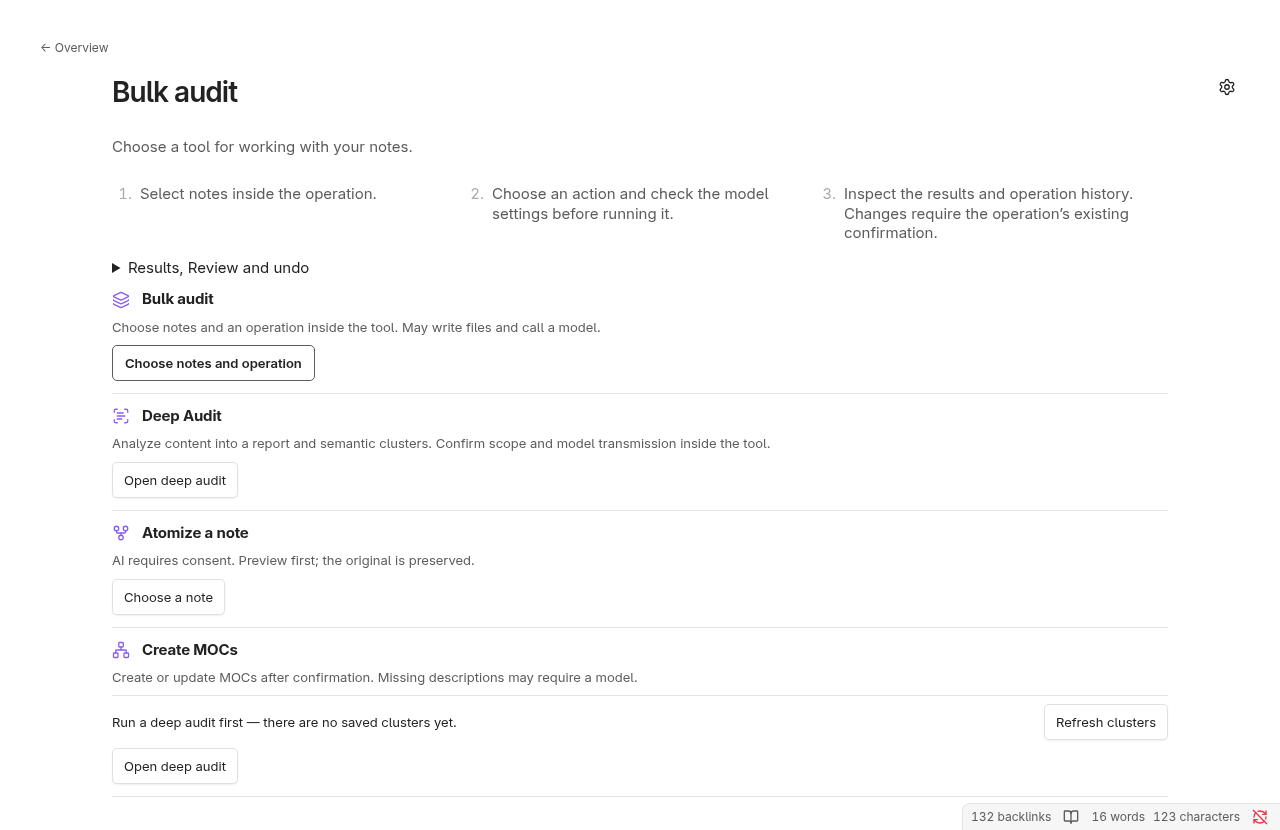 ← Overview
Bulk audit
Choose a tool for working with your notes.
1. Select notes inside the operation.
2. Choose an action and check the model
settings before running it.
3. Inspect the results and operation history.
Changes require the operation’s existing
confirmation.
Results, Review and undo
Bulk audit
Choose notes and an operation inside the tool. May write files and call a model.
Choose notes and operation
Deep Audit
Analyze content into a report and semantic clusters. Confirm scope and model transmission inside the tool.
Open deep audit
Atomize a note
AI requires consent. Preview first; the original is preserved.
Choose a note
Create MOCs
Create or update MOCs after confirmation. Missing descriptions may require a model.
Run a deep audit first — there are no saved clusters yet.
Refresh clusters
Open deep audit
132 backlinks 16 words 123 characters